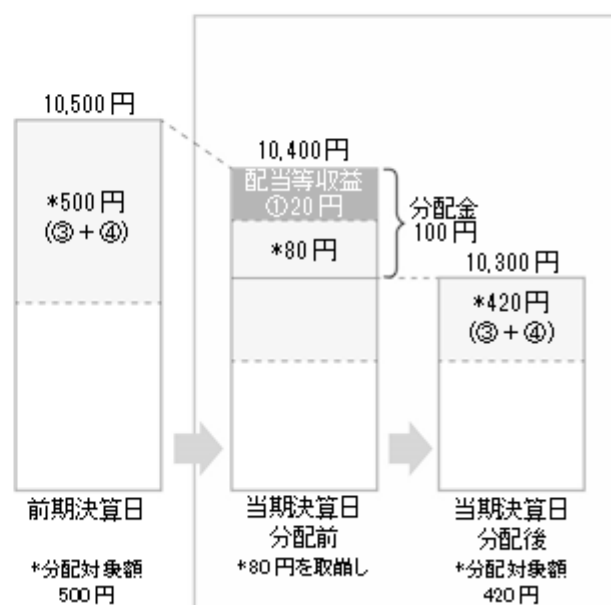 10,500円
*500円
(③+④)
前期決算日
*分配対象額
500円
10,400円
配当等収益
①20円
*80円
分配金
100円
当期決算日
分配前
*80円を取崩し
10,300円
*420円
(③+④)
当期決算日
分配後
*分配対象額
420円